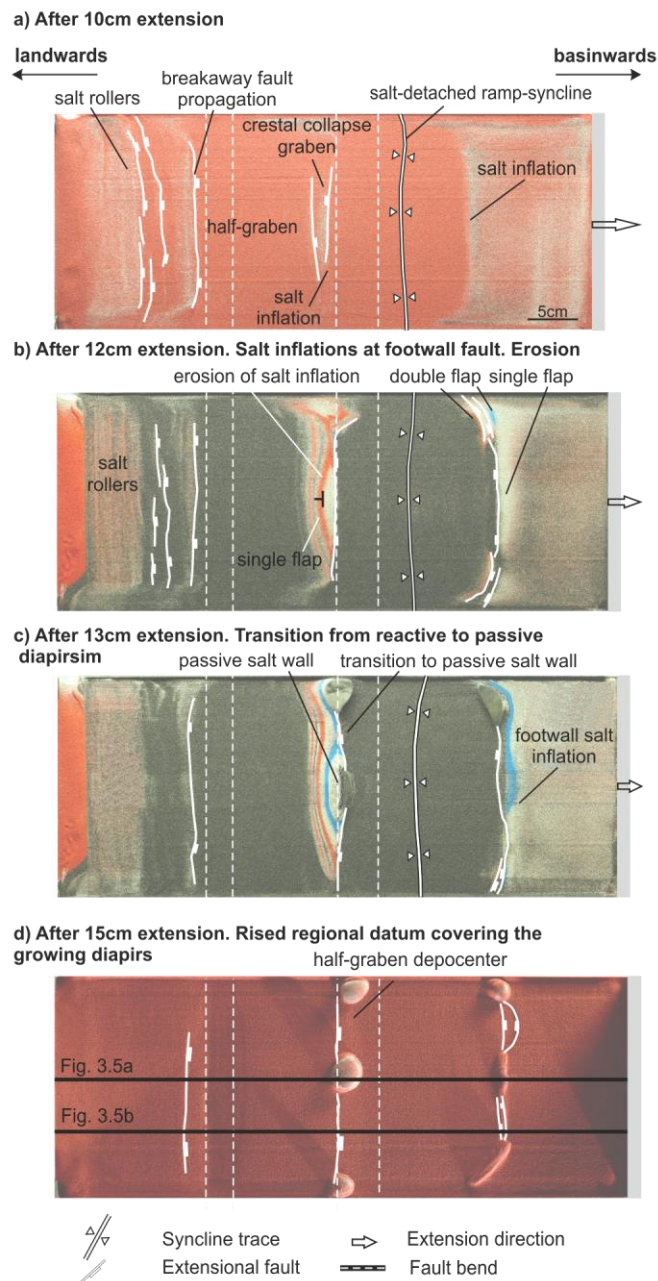 a) After 10cm extension
landwards
basinwards
breakaway fault
propagation
salt rollers
salt-detached ramp-syncline
crestal collapse
graben
salt inflation
half-graben
salt
inflation
5cm
b) After 12cm extension. Salt inflations at footwall fault. Erosion
erosion of salt inflation
double flap
single flap
salt
rollers
single flap
c) After 13cm extension. Transition from reactive to passive
diapirsim
passive salt wall
transition to passive salt wall
footwall salt
inflation
d) After 15cm extension. Rised regional datum covering the
growing diapirs
half-graben depocenter
Fig. 3.5a
Fig. 3.5b
Syncline trace
Extension direction
Extensional fault
Fault bend